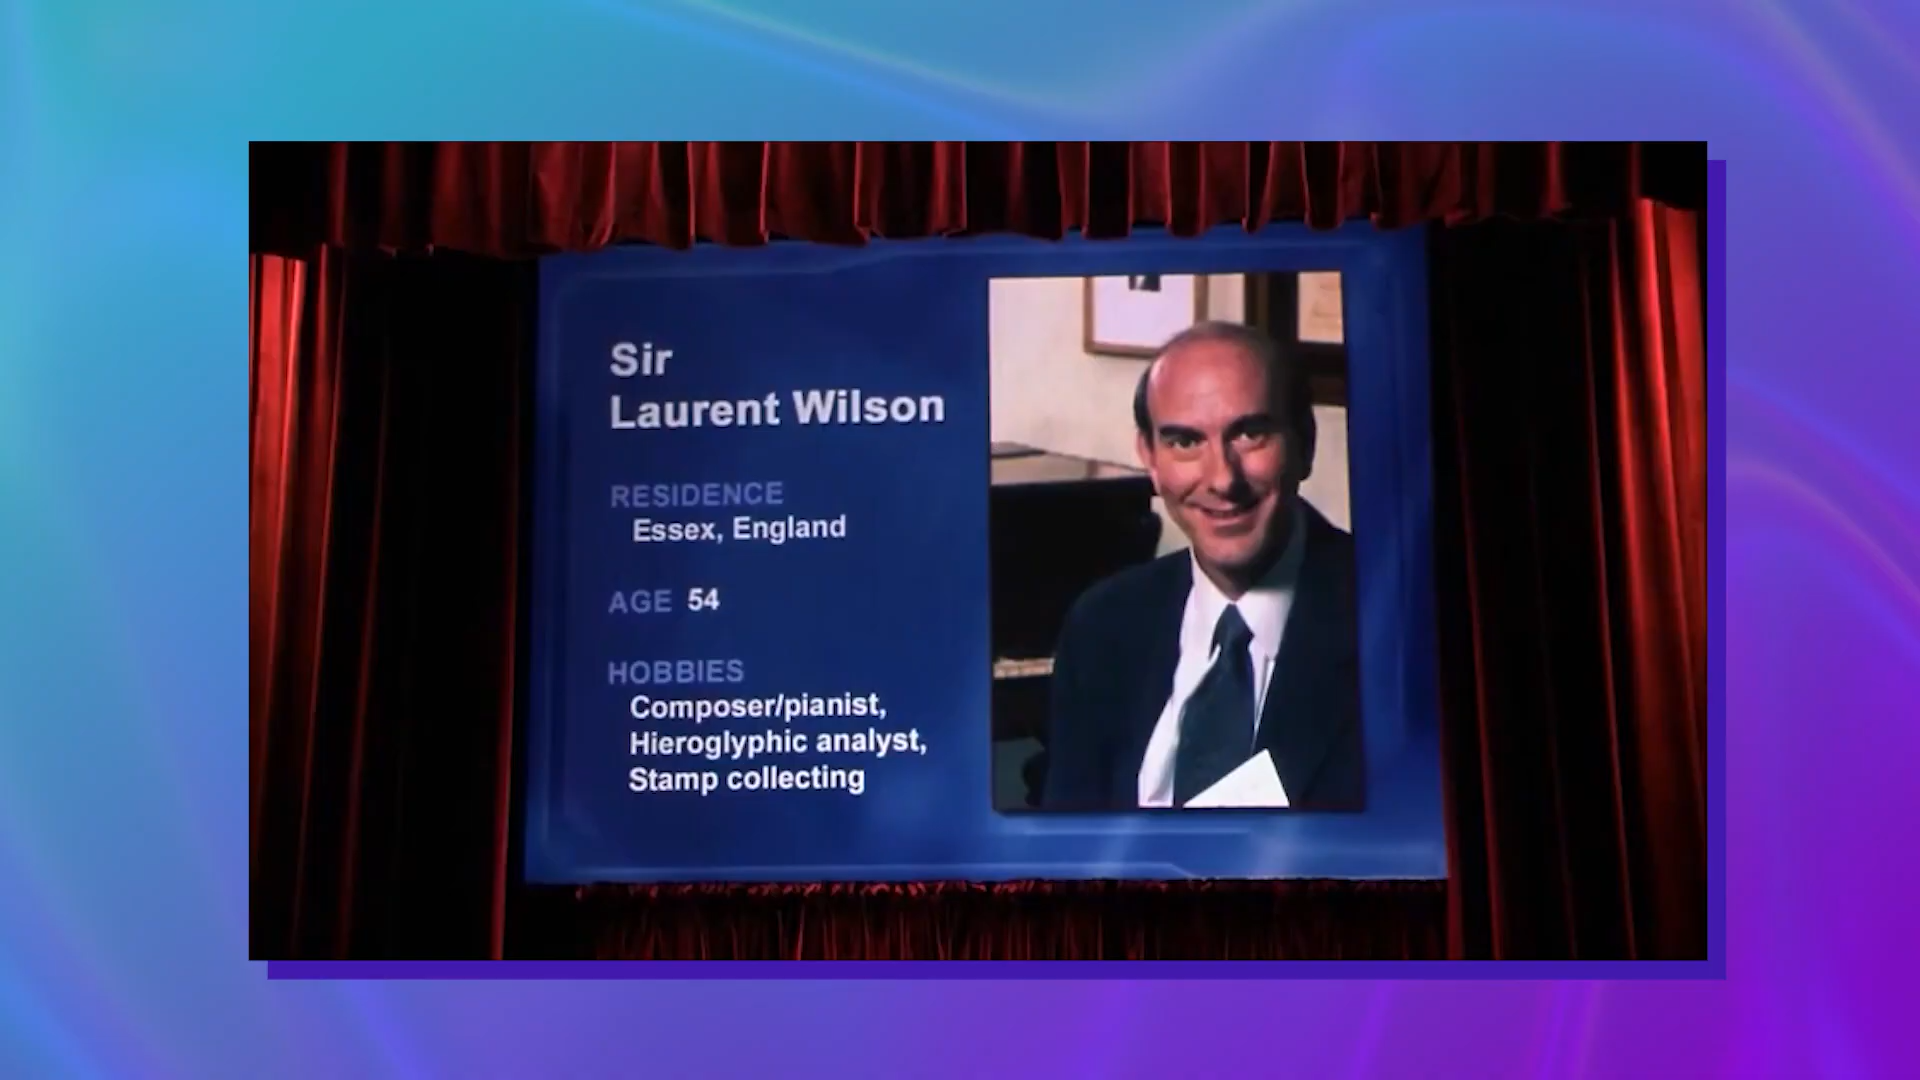 Sir
Laurent Wilson
RESIDENCE
Essex, England
AGE 54
HOBBIES
Composer/pianist,
Hieroglyphic analyst,
Stamp collecting